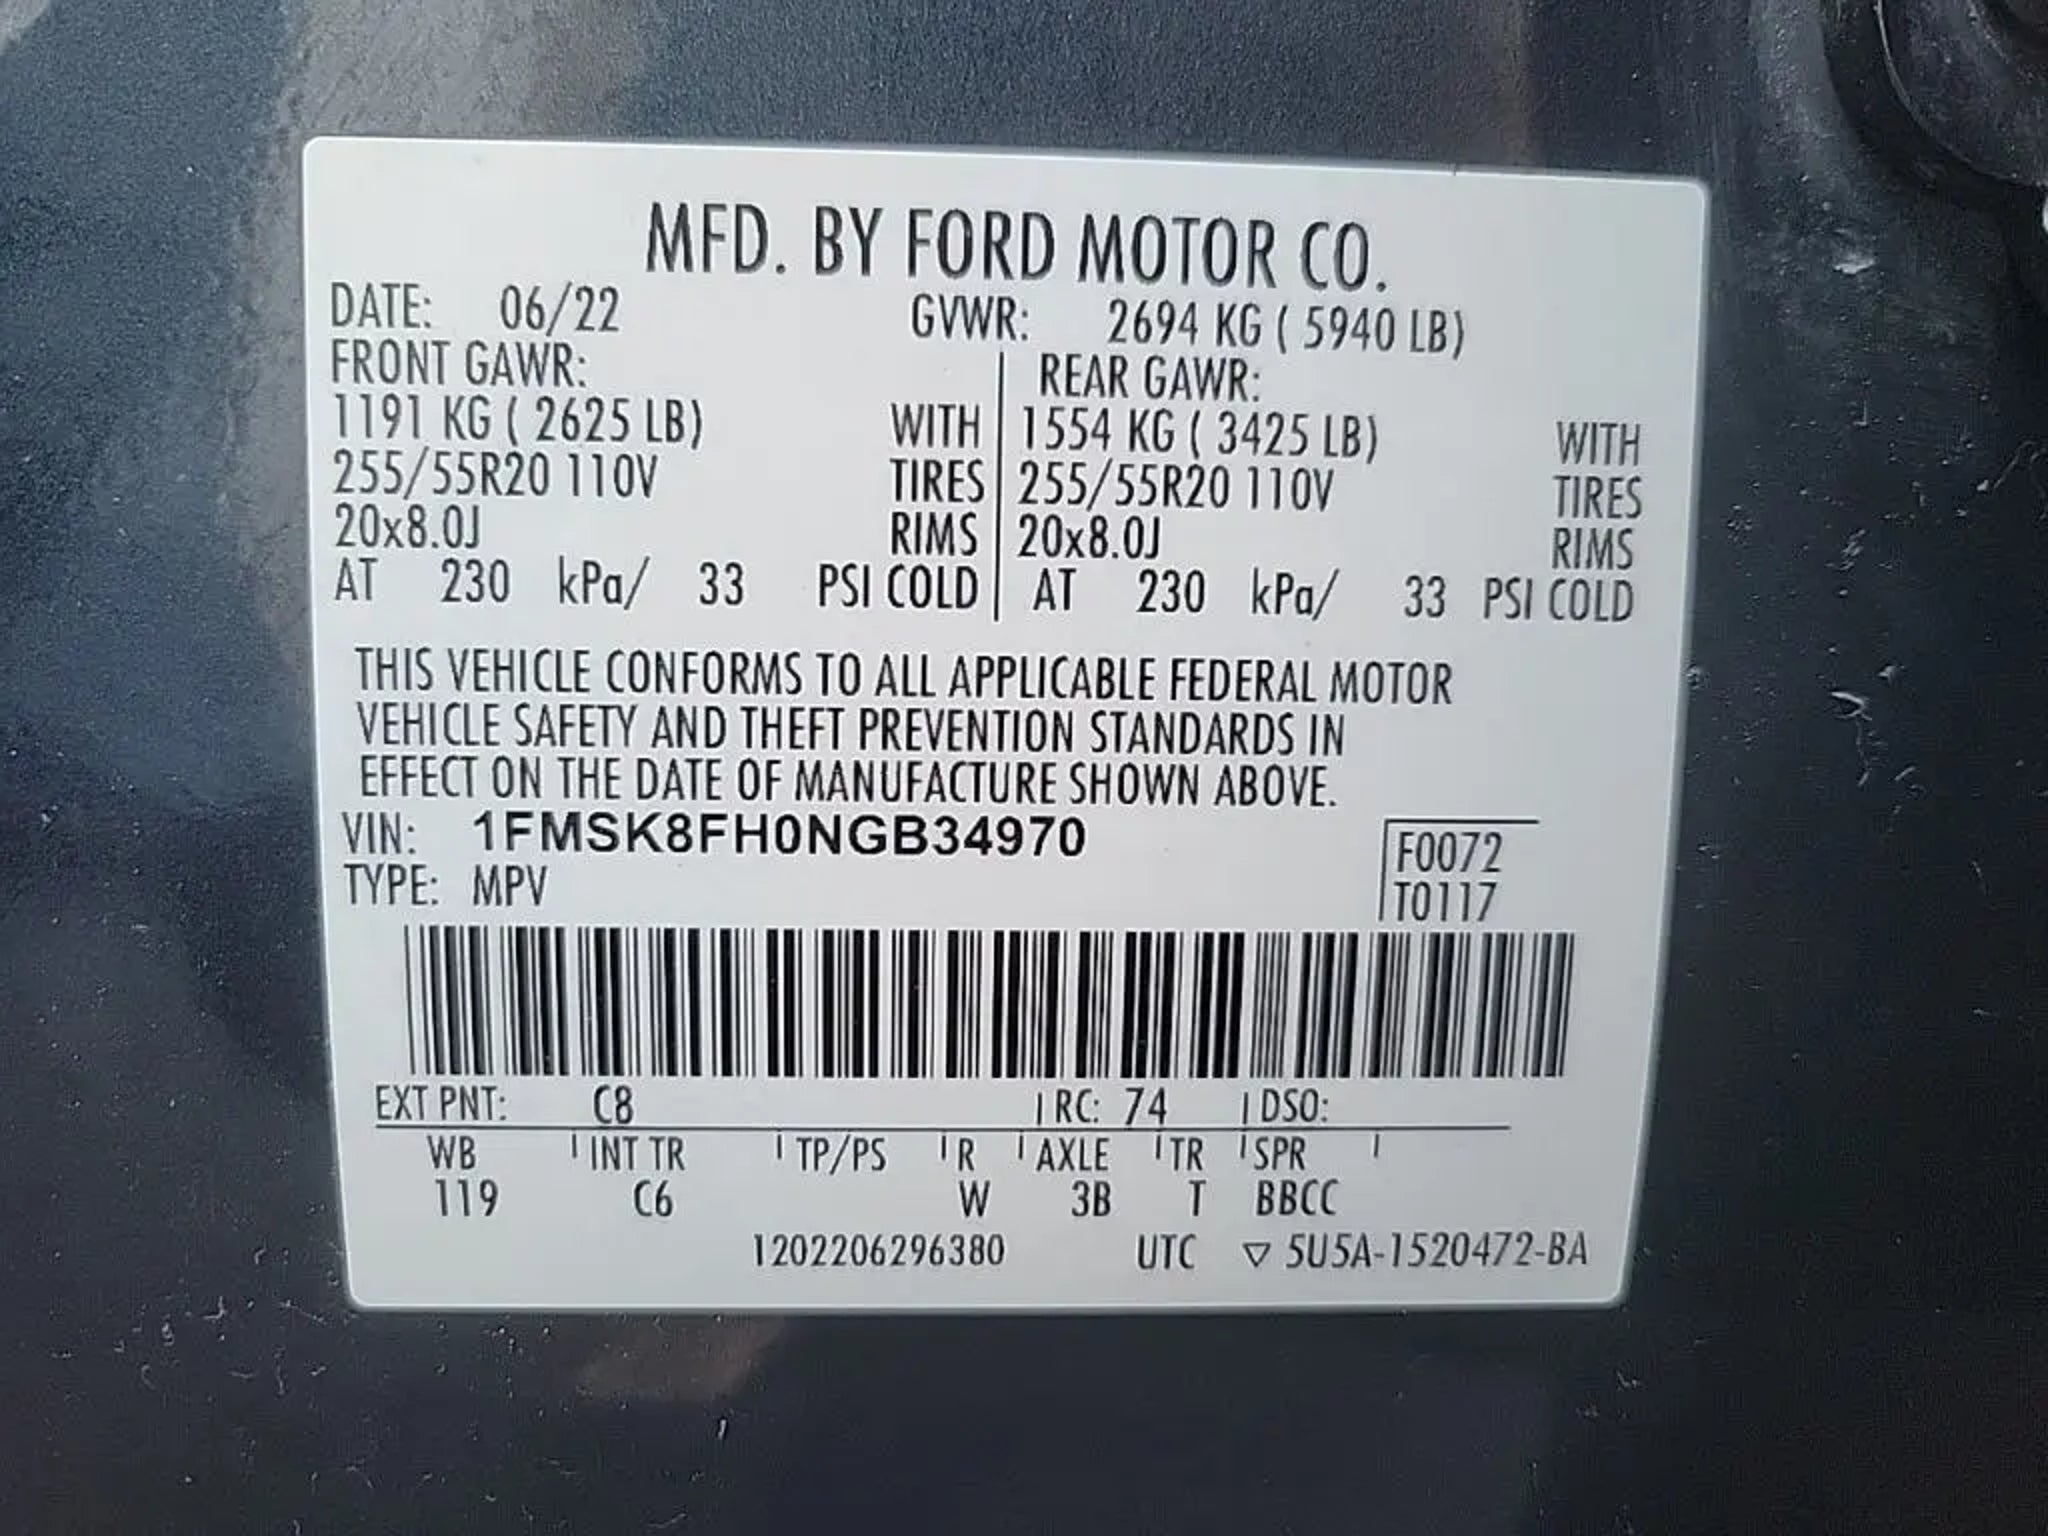 MFD. BY FORD MOTOR CO.
DATE: 06/22 GVWR: 2694 KG ( 5940 LB)
FRONT GAWR: REAR GAWR:
1191 KG ( 2625 LB) WITH 1554 KG ( 3425 LB) WITH
255/55R20 110V TIRES 255/55R20 110V TIRES
20x8.0J RIMS 20x8.0J RIMS
AT 230 kPa/ 33 PSI COLD AT 230 kPa/ 33 PSI COLD
THIS VEHICLE CONFORMS TO ALL APPLICABLE FEDERAL MOTOR
VEHICLE SAFETY AND THEFT PREVENTION STANDARDS IN
EFFECT ON THE DATE OF MANUFACTURE SHOWN ABOVE.
VIN: 1FMSK8FH0NGB34970 F0072
TYPE: MPV T0117
EXT PNT: C8 RC: 74 DSO:
WB INT TR TP/PS R AXLE TR SPR
119 C6 W 3B T BBCC
1202206296380 UTC ▽ 5U5A-1520472-BA